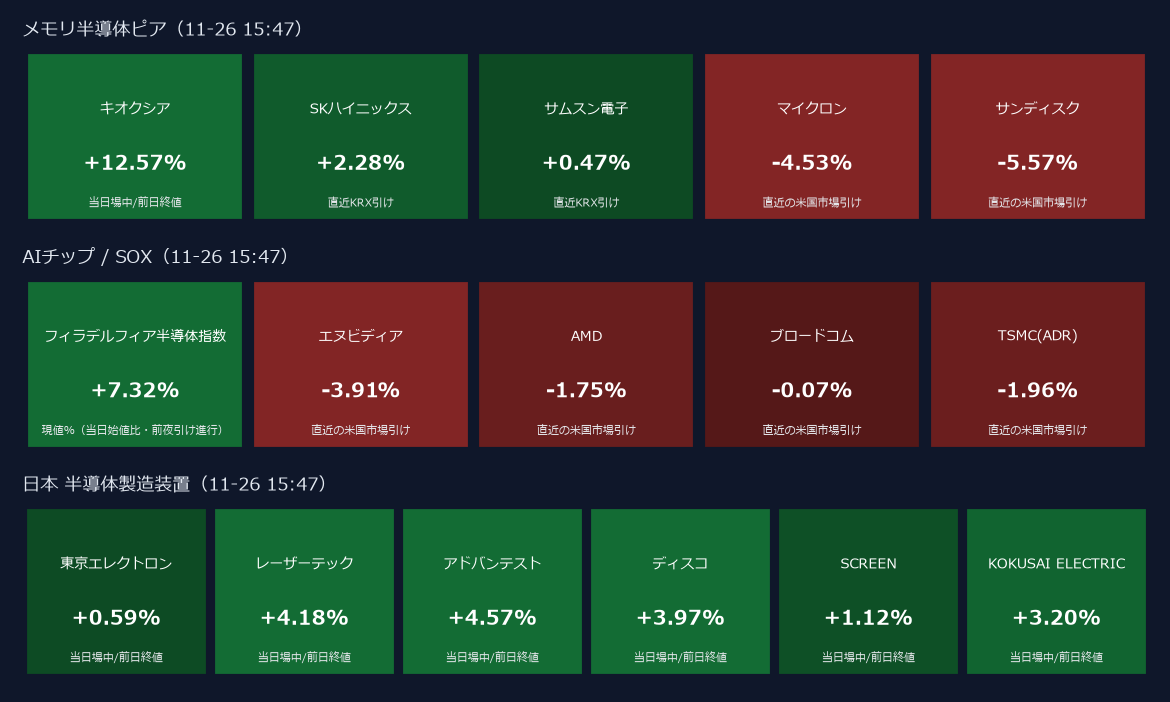 メモリ半導体ピア（11-26 15:47）
キオクシア
+12.57%
当日場中/前日終値
SKハイニックス
+2.28%
直近KRX引け
サムスン電子
+0.47%
直近KRX引け
マイクロン
-4.53%
直近の米国市場引け
サンディスク
-5.57%
直近の米国市場引け
AIチップ / SOX（11-26 15:47）
フィラデルフィア半導体指数
+7.32%
現値%（当日始値比・前夜引け進行）
エヌビディア
-3.91%
直近の米国市場引け
AMD
-1.75%
直近の米国市場引け
ブロードコム
-0.07%
直近の米国市場引け
TSMC(ADR)
-1.96%
直近の米国市場引け
日本 半導体製造装置（11-26 15:47）
東京エレクトロン
+0.59%
当日場中/前日終値
レーザーテック
+4.18%
当日場中/前日終値
アドバンテスト
+4.57%
当日場中/前日終値
ディスコ
+3.97%
当日場中/前日終値
SCREEN
+1.12%
当日場中/前日終値
KOKUSAI ELECTRIC
+3.20%
当日場中/前日終値